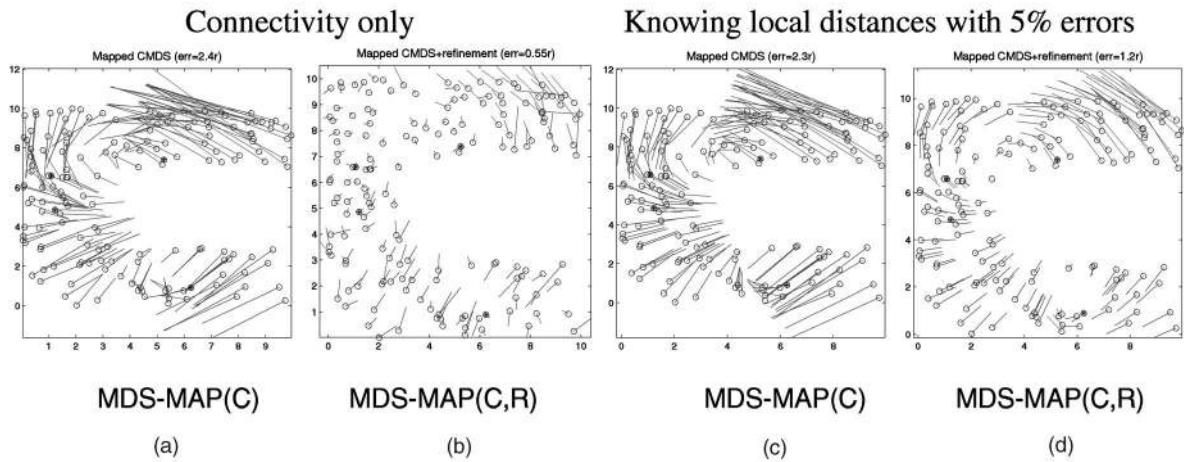 Connectivity only
Knowing local distances with 5% errors
Mapped CMDS (err=2.4r)
Mapped CMDS+refinement (err=0.55r)
Mapped CMDS (err=2.3r)
Mapped CMDS+refinement (err=1.2r)
12
10
8
6
4
2
0
1 2 3 4 5 6 7 8 9
10
9
8
7
6
5
4
3
2
1
0 2 4 6 8 10
12
10
8
6
4
2
0
0 2 4 6 8
10
8
6
4
2
0
0 2 4 6 8
MDS-MAP(C)
MDS-MAP(C,R)
MDS-MAP(C)
MDS-MAP(C,R)
(a)
(b)
(c)
(d)